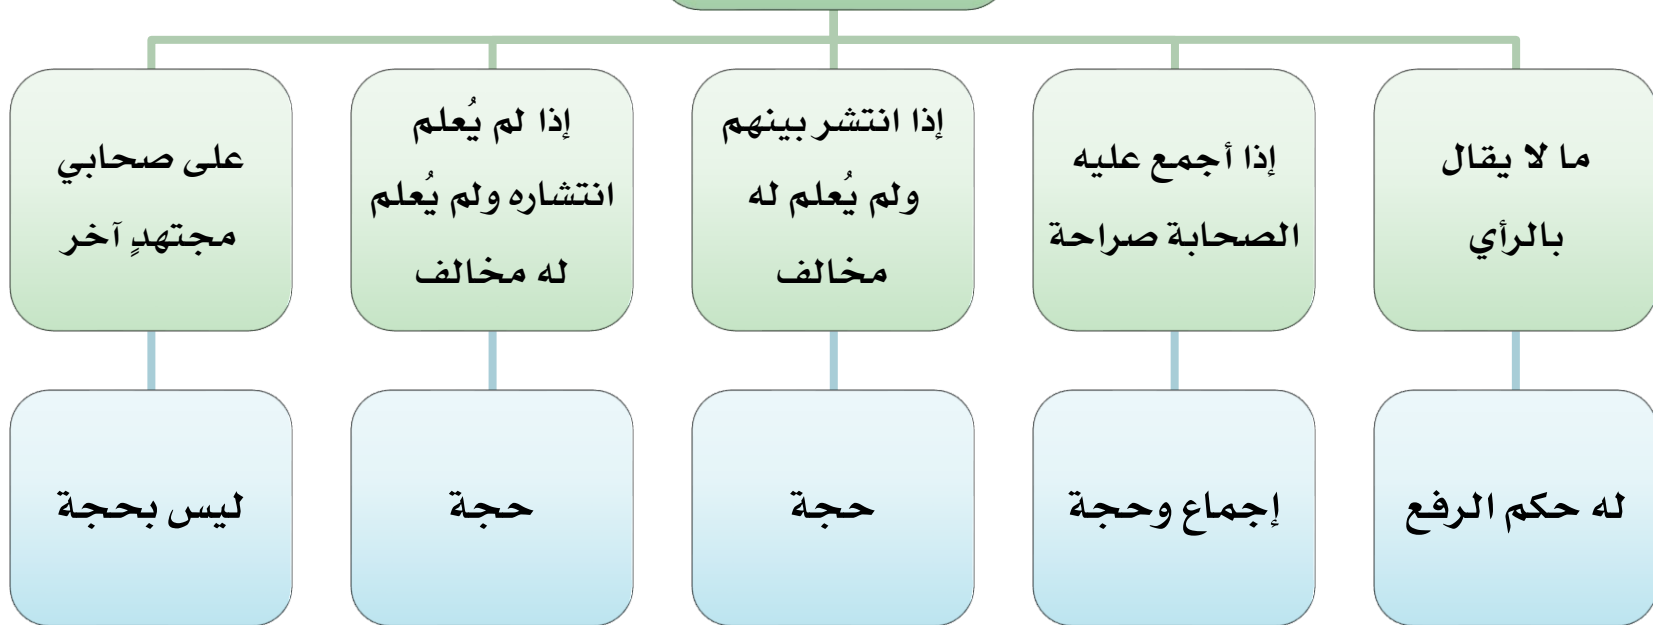 ما لا يقال
بالرأي
إذا أجمع عليه
الصحابة صراحة
إذا انتشر بينهم
ولم يُعلم له
مخالف
إذا لم يُعلم
انتشاره ولم يُعلم
له مخالف
على صحابي
مجتهدٍ آخر
له حكم الرفع
إجماع وحجة
حجة
حجة
ليس بحجة